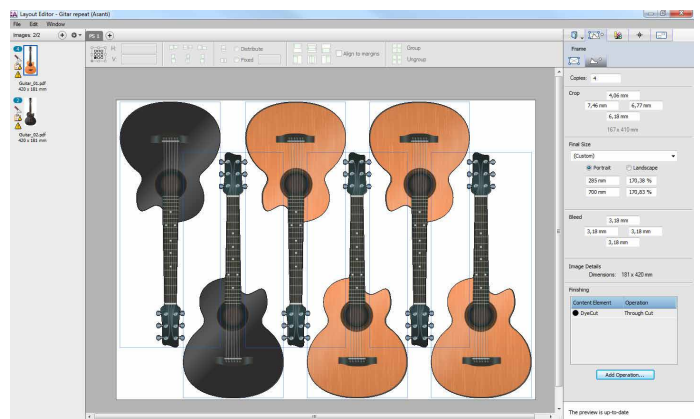 Layout Editor - Gitar repeat (Asanti)
File Edit Window
Images. 2/2
PS 1
H
V
Distribute
Fixed
Align to margins
Group
Ungroup
4
Guitar_01.pdf
420 x 181 mm
Guitar_02.pdf
420 x 181 mm
Frame
Copies: 4
Crop
4,06 mm
7,46 mm 6,77 mm
6,18 mm
167 x 410 mm
Final Size
(Custom)
Portrait Landscape
285 mm 170,38 %
700 mm 170,83 %
Bleed
3,18 mm
3,18 mm 3,18 mm
3,18 mm
Image Details
Dimensions: 181 x 420 mm
Finishing
Content Element Operation
DyeCut Through Cut
Add Operation...
The preview is up-to-date